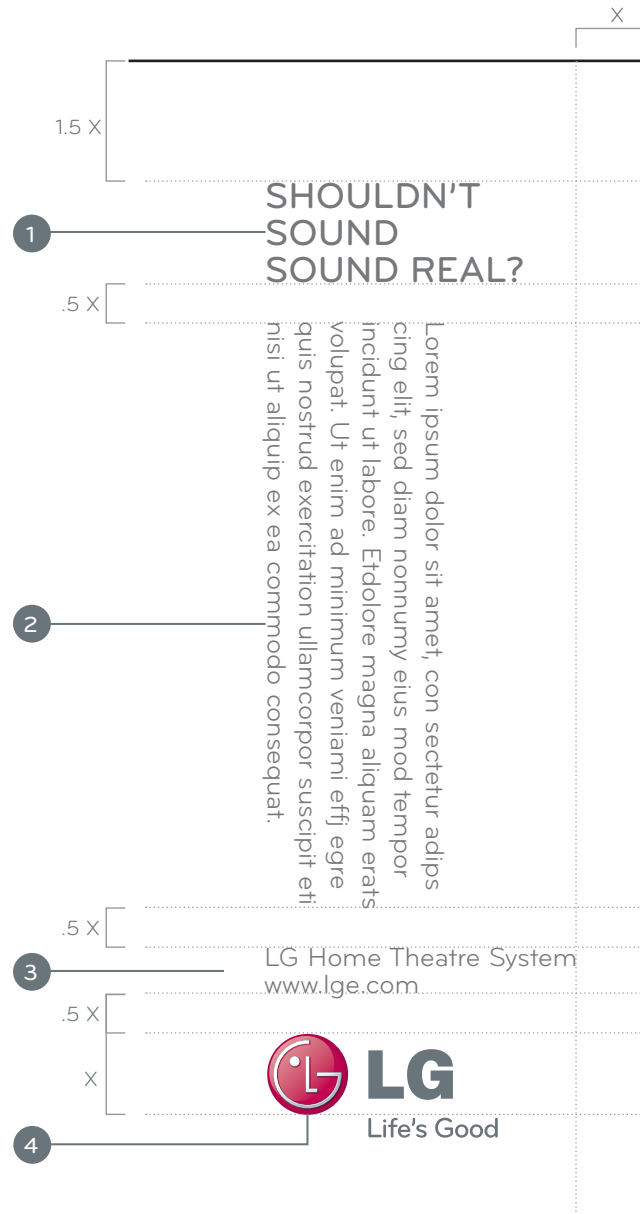 X
1.5 X
SHOULDN'T
1
SOUND
SOUND REAL?
.5 X
Lorem ipsum dolor sit amet, con sectetur adips
cing elit, sed diam nonnumy eius mod tempor
incidunt ut labore. Etdolore magna aliquam erats
volupat. Ut enim ad minimum veniami effj egre
quis nostrud exercitation ullamcorpor suscipit eti
nisi ut aliquip ex ea commodo consequat.
2
.5 X
LG Home Theatre System
3
www.lge.com
.5 X
X
LG
Life's Good
4